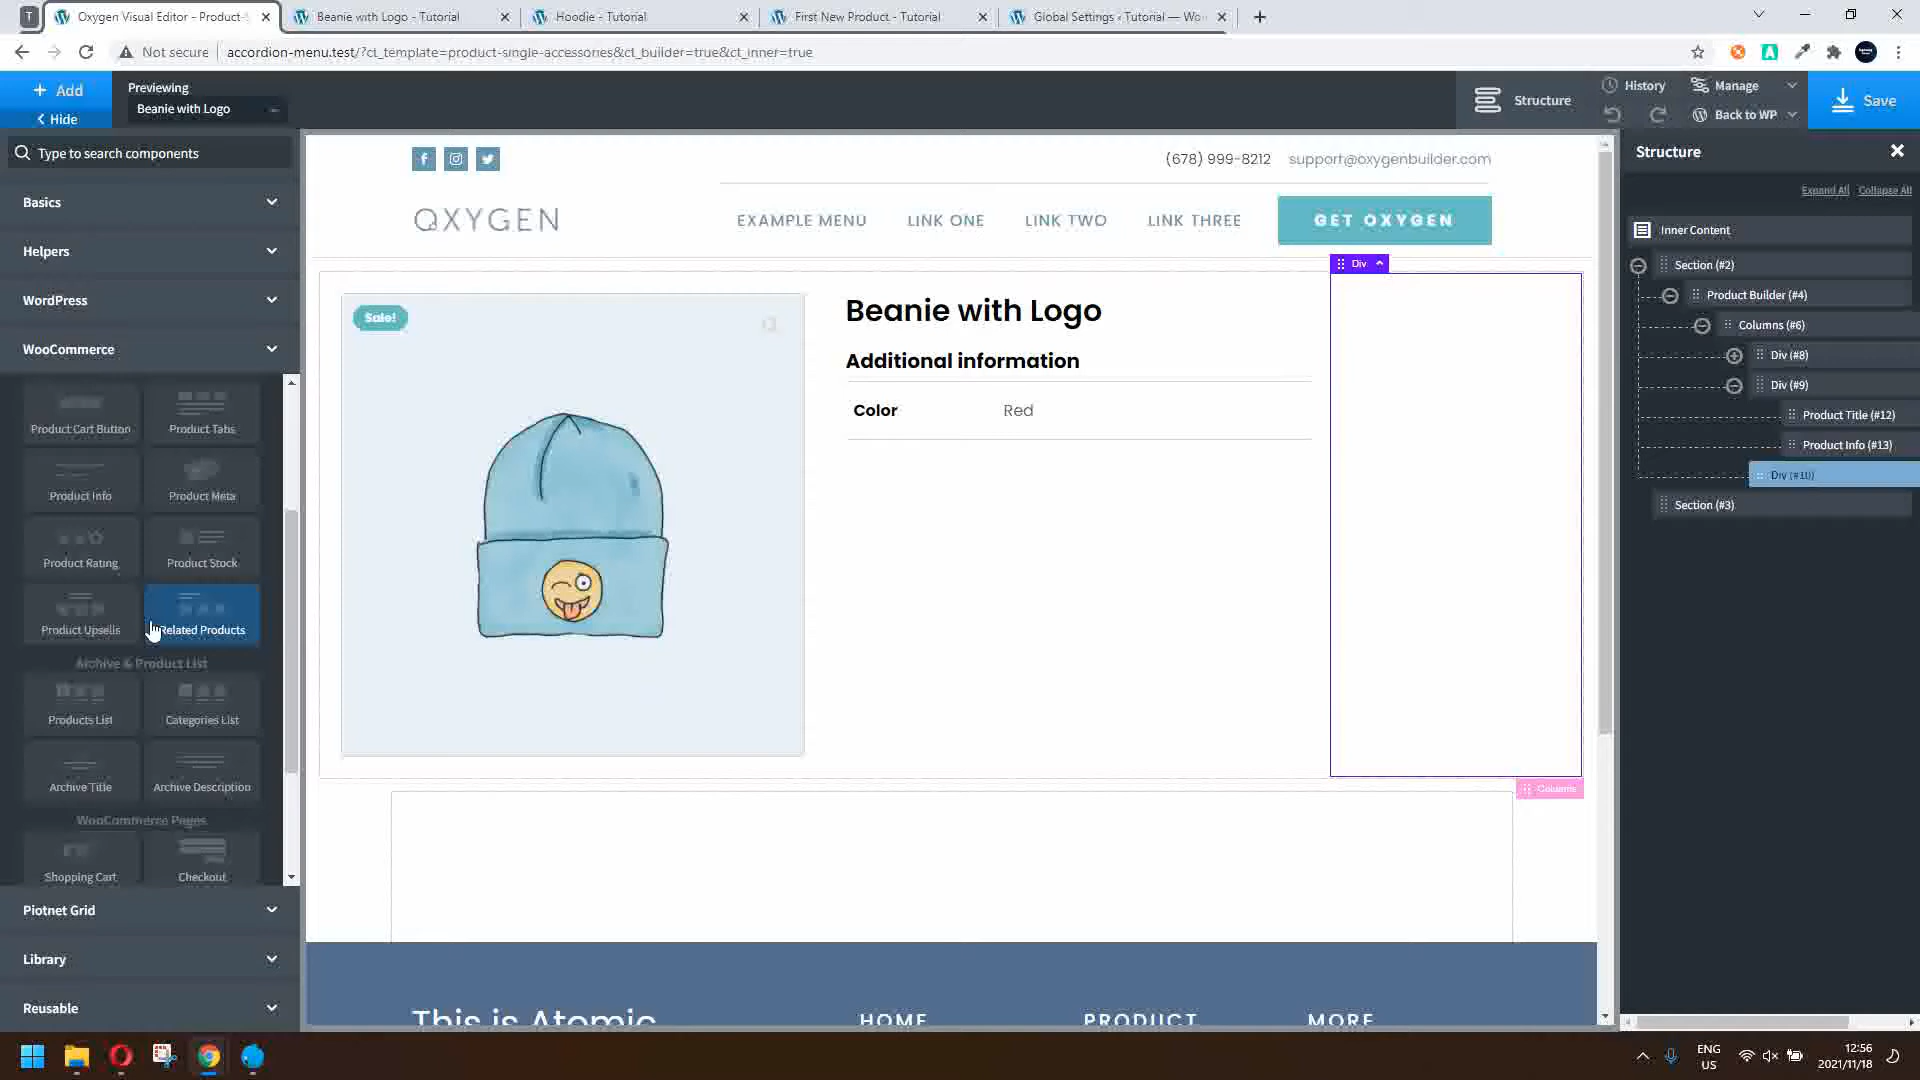 T
Oxygen Visual Editor - Product-S
Beanie with Logo - Tutorial
Hoodie - Tutorial
First New Product - Tutorial
Global Settings ‹ Tutorial — Wo
Not secure
accordion-menu.test/?ct_template=product-single-accessories&ct_builder=true&ct_inner=true
Add
Hide
Previewing
Beanie with Logo
Structure
History
Manage
Back to WP
Save
Type to search components
Basics
Helpers
WordPress
WooCommerce
Product Cart Button
Product Tabs
Product Info
Product Meta
Product Rating
Product Stock
Product Upsells
Related Products
Archive & Product List
Products List
Categories List
Archive Title
Archive Description
WooCommerce Pages
Shopping Cart
Checkout
Piotnet Grid
Library
Reusable
(678) 999-8212
support@oxygenbuilder.com
OXYGEN
EXAMPLE MENU
LINK ONE
LINK TWO
LINK THREE
GET OXYGEN
Div
Sale!
Beanie with Logo
Additional information
Color
Red
Columns
This is Atomic
HOME
PRODUCT
MORE
Structure
Expand All
Collapse All
Inner Content
Section (#2)
Product Builder (#4)
Columns (#6)
Div (#8)
Div (#9)
Product Title (#12)
Product Info (#13)
Div (#10)
Section (#3)
ENG
US
12:56
2021/11/18